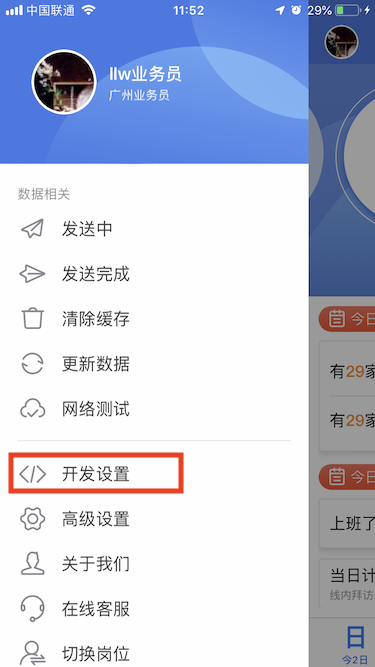 中国联通
11:52
29%
llw业务员
广州业务员
数据相关
发送中
发送完成
清除缓存
更新数据
网络测试
</> 开发设置
高级设置
关于我们
在线客服
切换岗位
今日
有29家
有29家
今日
上班了
当日计
线内拜访
日
今2日